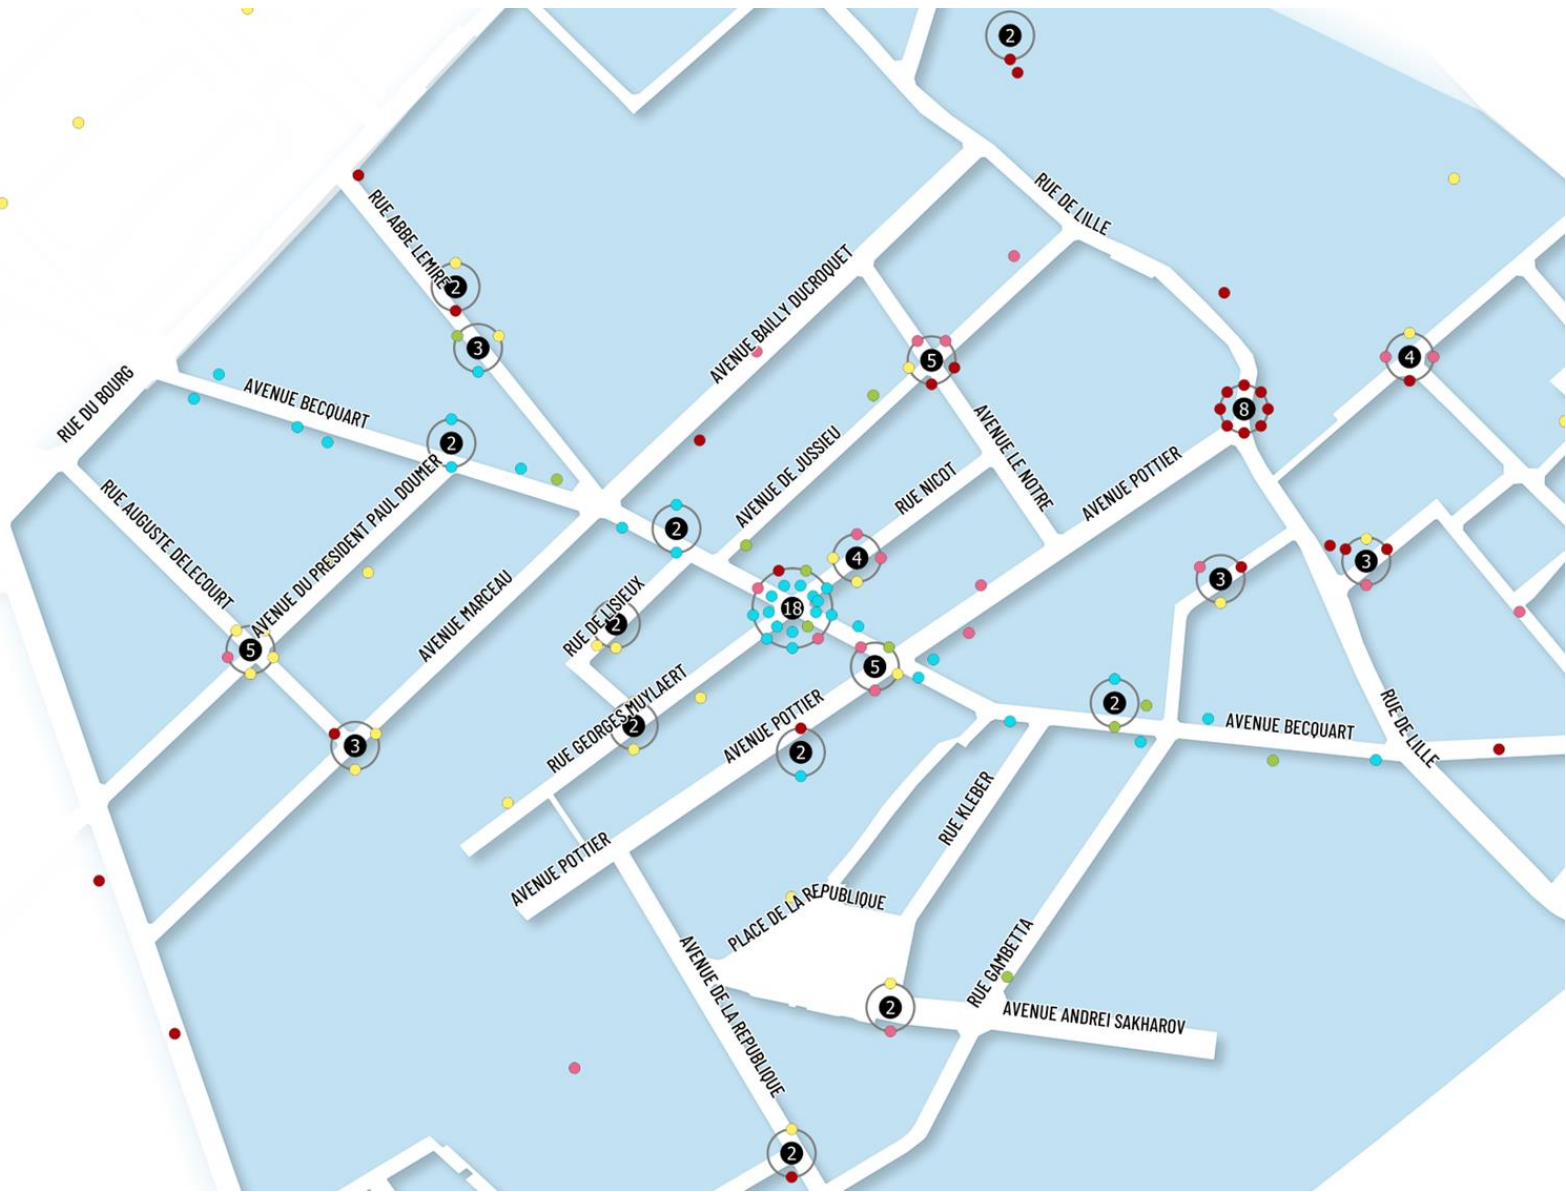 2
RUE DE LILLE
RUE ABBE LEMIRE
2
AVENUE BAILLY DUCROQUET
3
5
4
RUE DU BOURG
AVENUE BECQUART
2
8
AVENUE LE NOTRE
AVENUE DE JUSSIEU
RUE NICOT
AVENUE POTTIER
RUE AUGUSTE DELECOURT
AVENUE DU PRESIDENT PAUL DOUMER
2
4
3
3
AVENUE MARCEAU
RUE DE LISIEUX
2
18
5
5
RUE GEORGES MUYLAERT
2
AVENUE POTTIER
2
2
AVENUE BECQUART
RUE DE LILLE
3
RUE KLEBER
AVENUE POTTIER
PLACE DE LA REPUBLIQUE
AVENUE DE LA REPUBLIQUE
RUE GAMBETTA
2
AVENUE ANDREI SAKHAROV
2